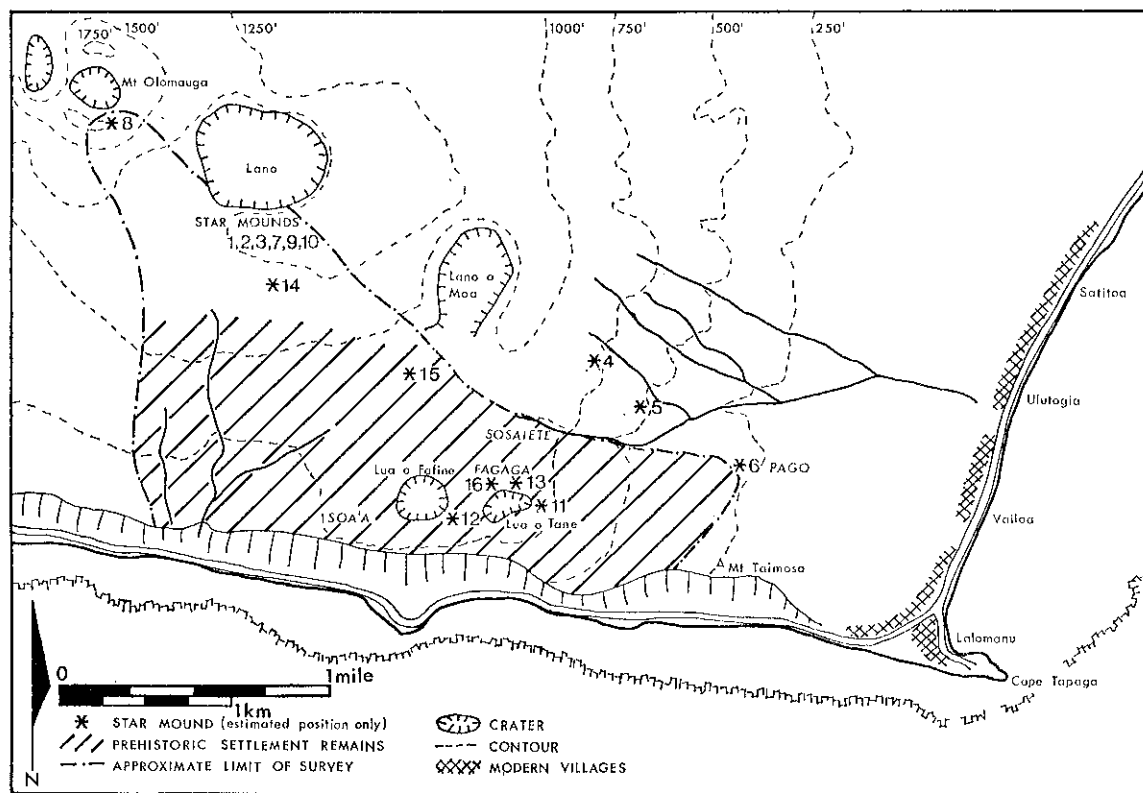 1750'
1500'
1250'
1000'
750'
1500'
250'
Mt Olomauga
8
Lano
STAR MOUNDS
1,2,3,7,9,10
14
Lano o
Moa
Satitoa
4
15
5
Ulutogia
SOSAIETE
6
PAGO
Lua o Fafine
FAGAGA
16
13
11
ISOA'A
12
Lua o Tane
Vailoa
Mt Taimosa
Lalomanu
Cape Tapaga
0
1mile
1km
STAR MOUND (estimated position only)
CRATER
PREHISTORIC SETTLEMENT REMAINS
CONTOUR
APPROXIMATE LIMIT OF SURVEY
MODERN VILLAGES
N